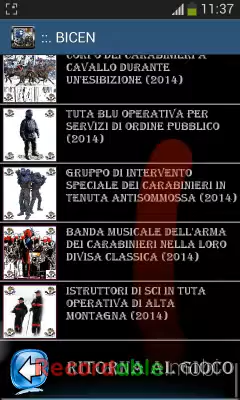 11:37
::. BICEN
CORPO DEI CARABINIERI A
CAVALLO DURANTE
UN'ESIBIZIONE (2014)
TUTA BLU OPERATIVA PER
SERVIZI DI ORDINE PUBBLICO
(2014)
GRUPPO DI INTERVENTO
SPECIALE DEI CARABINIERI IN
TENUTA ANTISOMMOSSA (2014)
BANDA MUSICALE DELL'ARMA
DEI CARABINIERI NELLA LORO
DIVISA CLASSICA (2014)
ISTRUTTORI DI SCI IN TUTA
OPERATIVA DI ALTA
MONTAGNA (2014)
RITORNA AL GIOCO